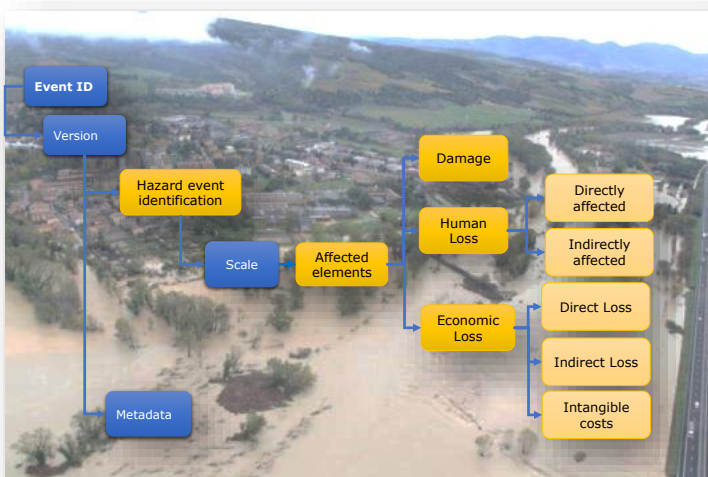 Event ID
Version
Hazard event
identification
Scale
Affected
elements
Damage
Human
Loss
Directly
affected
Indirectly
affected
Economic
Loss
Direct Loss
Indirect Loss
Intangible
costs
Metadata